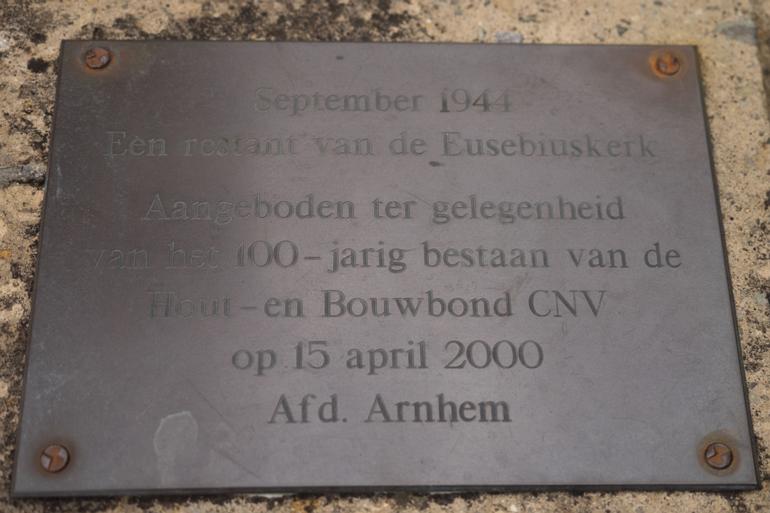 September 1944
Een restant van de Eusebiuskerk
Aangeboden ter gelegenheid
van het 100-jarig bestaan van de
Hout-en Bouwbond CNV
op 15 april 2000
Afd. Arnhem